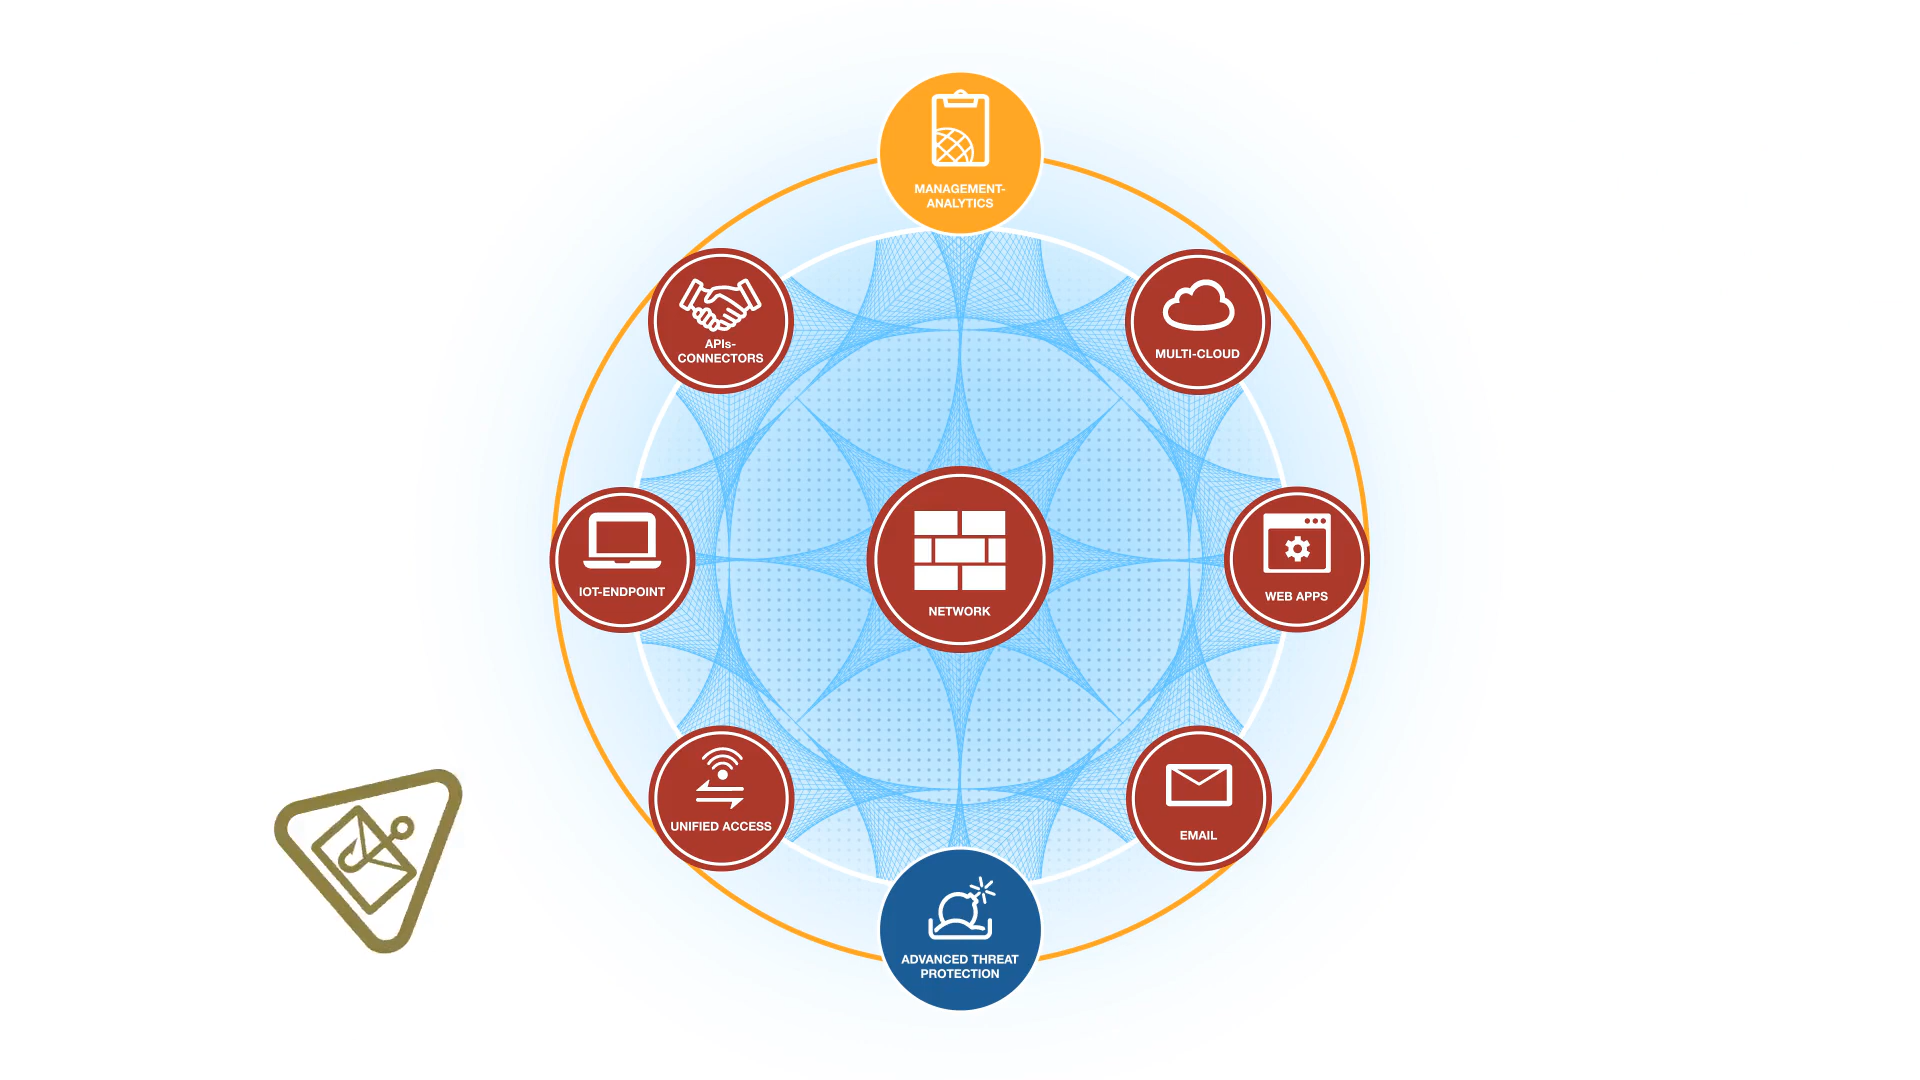 MANAGEMENT-
ANALYTICS
APIs-
CONNECTORS
MULTI-CLOUD
IOT-ENDPOINT
NETWORK
WEB APPS
UNIFIED ACCESS
EMAIL
ADVANCED THREAT
PROTECTION